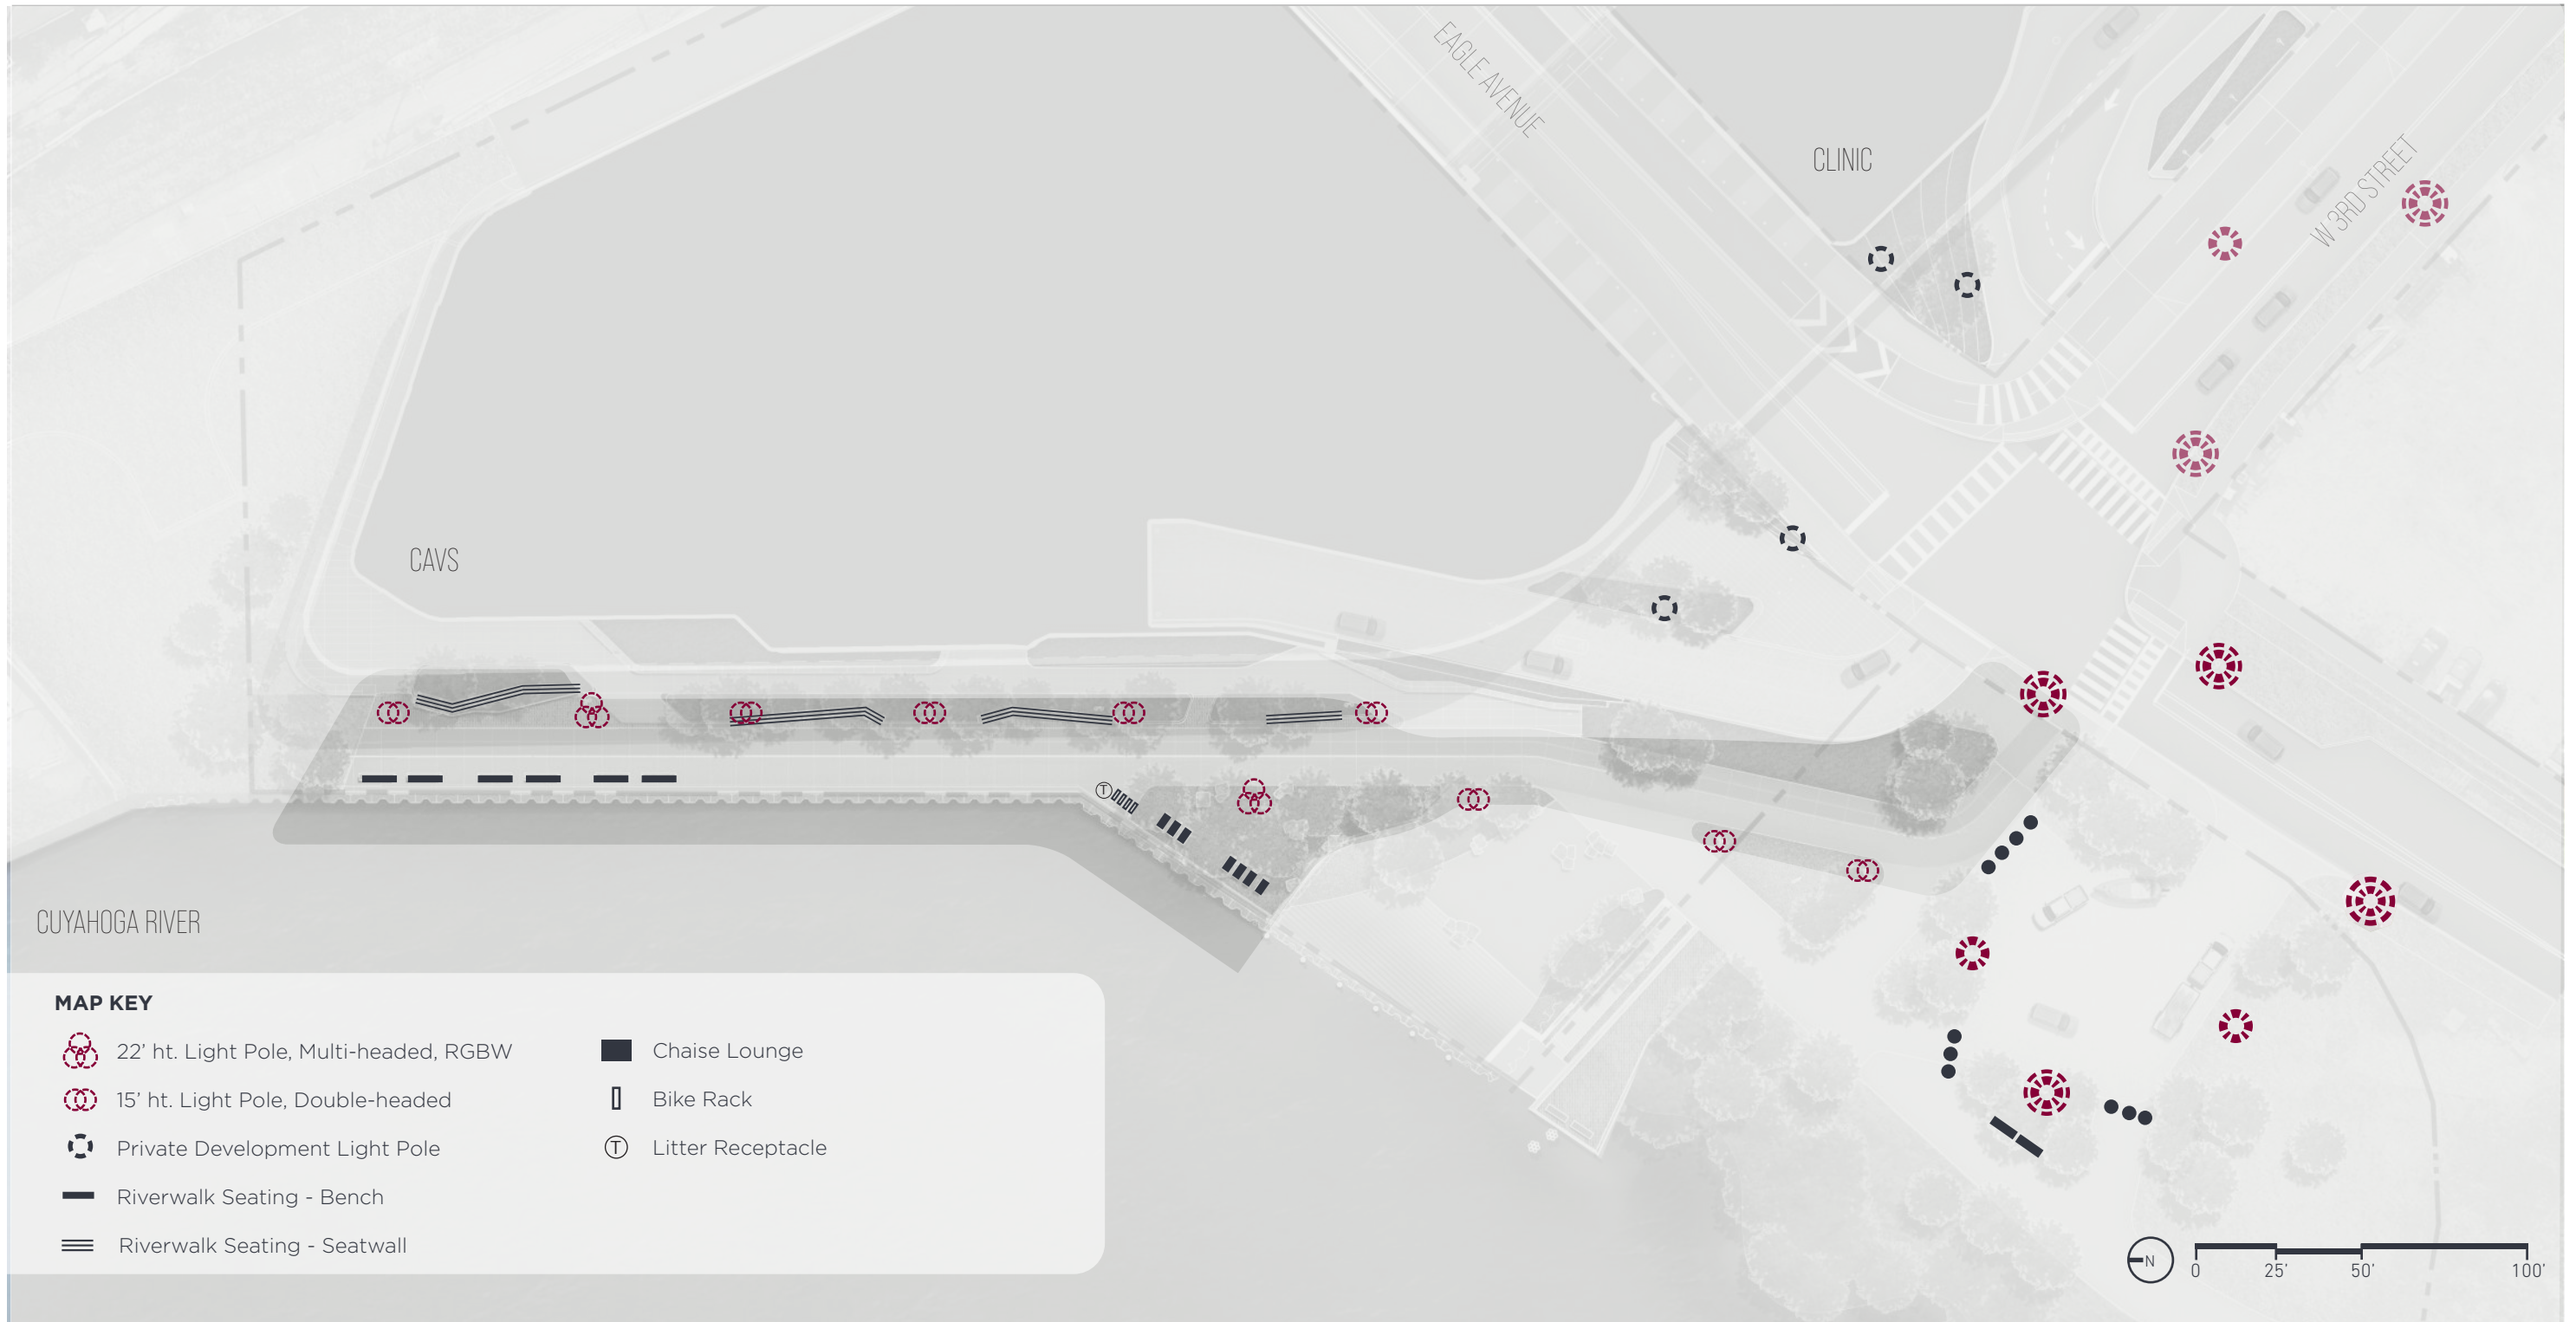 EAGLE AVENUE
CLINIC
W 3RD STREET
CAVS
T
CUYAHOGA RIVER
MAP KEY
22’ ht. Light Pole, Multi-headed, RGBW
15’ ht. Light Pole, Double-headed
Private Development Light Pole
Riverwalk Seating - Bench
Riverwalk Seating - Seatwall
Chaise Lounge
Bike Rack
T Litter Receptacle
N
0 25’ 50’ 100’